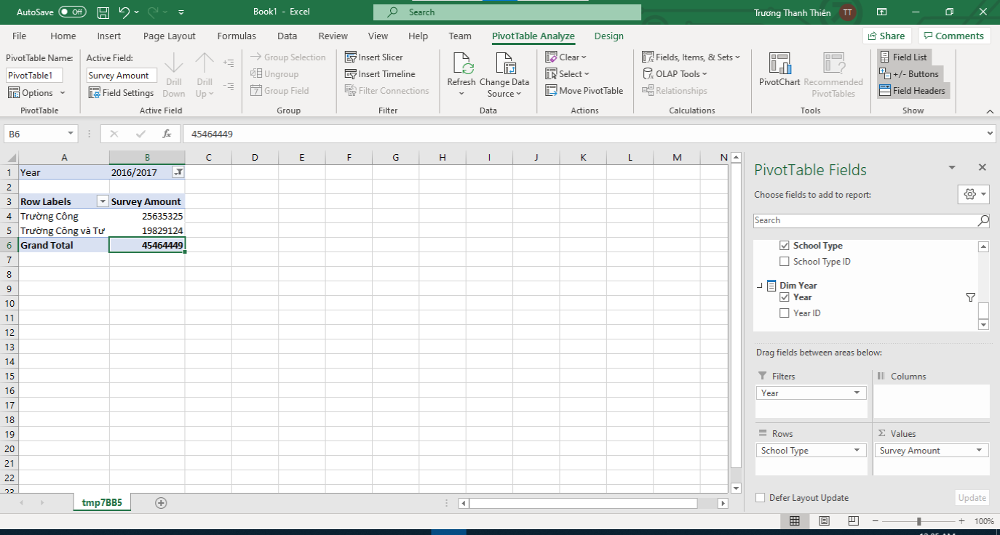 AutoSave Off Book1 - Excel Search Trương Thanh Thiên TT
File Home Insert Page Layout Formulas Data Review View Help Team PivotTable Analyze Design Share Comments
PivotTable Name:
PivotTable1
Options
PivotTable
Active Field:
Survey Amount
Field Settings
Drill Down
Drill Up
Active Field
Group Selection
Ungroup
Group Field
Group
Insert Slicer
Insert Timeline
Filter Connections
Filter
Refresh
Change Data Source
Data
Clear
Select
Move PivotTable
Actions
Fields, Items, & Sets
OLAP Tools
Relationships
Calculations
PivotChart
Recommended PivotTables
Tools
Field List
+/- Buttons
Field Headers
Show
B6 fx 45464449
A B C D E F G H I J K L M N
1 Year 2016/2017
2
3 Row Labels Survey Amount
4 Trường Công 25635325
5 Trường Công và Tư 19829124
6 Grand Total 45464449
7
8
9
10
11
12
13
14
15
16
17
18
19
20
21
22
23
tmp7BB5
PivotTable Fields
Choose fields to add to report:
Search
School Type
School Type ID
Dim Year
Year
Year ID
Drag fields between areas below:
Filters
Year
Columns
Rows
School Type
Σ Values
Survey Amount
Defer Layout Update Update
100%